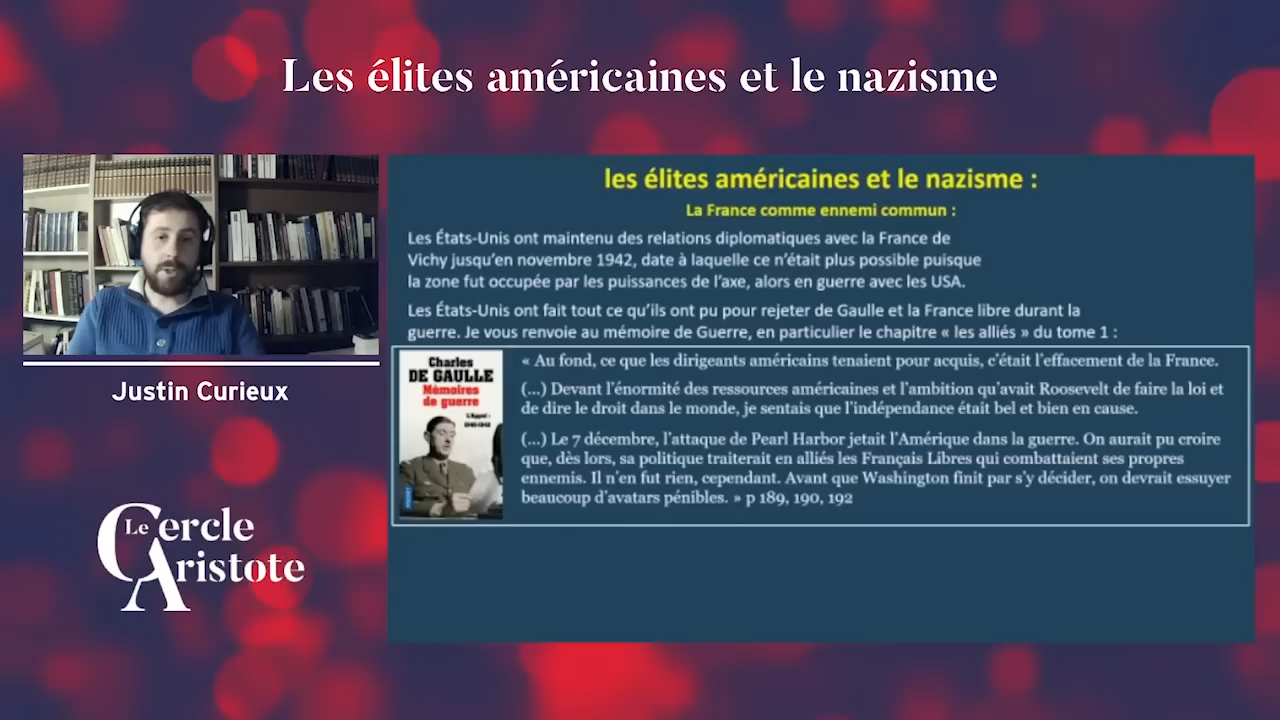 Les élites américaines et le nazisme
les élites américaines et le nazisme :
La France comme ennemi commun :
Les États-Unis ont maintenu des relations diplomatiques avec la France de
Vichy jusqu'en novembre 1942, date à laquelle ce n'était plus possible puisque
la zone fut occupée par les puissances de l'axe, alors en guerre avec les USA.
Les États-Unis ont fait tout ce qu'ils ont pu pour rejeter de Gaulle et la France libre durant la
guerre. Je vous renvoie au mémoire de Guerre, en particulier le chapitre « les alliés » du tome 1 :
Charles
DE GAULLE
Mémoires
de guerre
L'Appel
1940-1942
« Au fond, ce que les dirigeants américains tenaient pour acquis, c'était l'effacement de la France.
(...) Devant l'énormité des ressources américaines et l'ambition qu'avait Roosevelt de faire la loi et
de dire le droit dans le monde, je sentais que l'indépendance était bel et bien en cause.
(...) Le 7 décembre, l'attaque de Pearl Harbor jetait l'Amérique dans la guerre. On aurait pu croire
que, dès lors, sa politique traiterait en alliés les Français Libres qui combattaient ses propres
ennemis. Il n'en fut rien, cependant. Avant que Washington finit par s'y décider, on devrait essuyer
beaucoup d'avatars pénibles. » p 189, 190, 192
Justin Curieux
Le Cercle
Aristote